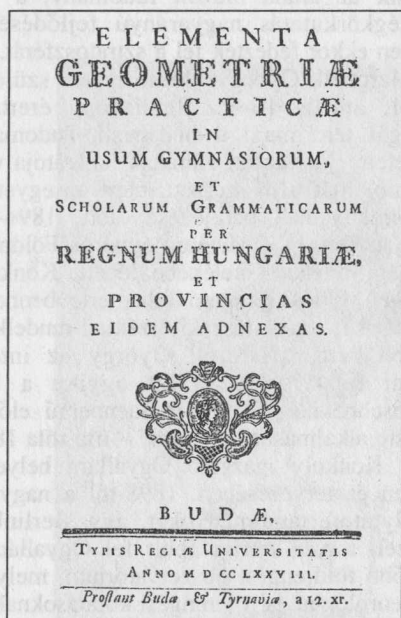 ELEMENTA
GEOMETRIÆ
PRACTICÆ
IN
USUM GYMNASIORUM,
ET
SCHOLARUM GRAMMATICARUM
PER
REGNUM HUNGARIÆ,
ET
PROVINCIAS
EIDEM ADNEXAS.
BUDÆ,
TYPIS REGIÆ UNIVERSITATIS
ANNO MDCCLXXVIII.
Proſtant Budæ, & Tyrnaviæ, a 12. xr.